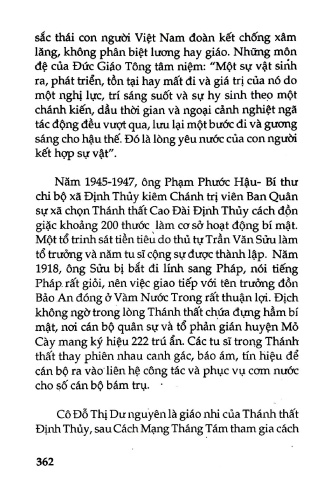 sắc thái con người Việt Nam đoàn kết chống xâm
lăng, không phân biệt lương hay giáo. Những môn
đệ của Đức Giáo Tông tâm niệm: "Một sự vật sinh
ra, phát triển, tồn tại hay mất đi và giá trị của nó do
một nghị lực, trí sáng suốt và sự hy sinh theo một
chánh kiến, dầu thời gian và ngoại cảnh nghiệt ngã
tác động đều vượt qua, lưu lại một bước đi và gương
sáng cho hậu thế. Đó là lòng yêu nước của con người
kết hợp sự vật".
Năm 1945-1947, ông Phạm Phước Hậu- Bí thư
chi bộ xã Định Thủy kiêm Chánh trị viên Ban Quân
sự xã chọn Thánh thất Cao Đài Định Thủy cách đồn
giặc khoảng 200 thước làm cơ sở hoạt động bí mật.
Một tổ trinh sát tiền tiêu do thủ tự Trần Văn Sửu làm
tổ trưởng và năm tu sĩ cộng sự được thành lập. Năm
1918, ông Sửu bị bắt đi lính sang Pháp, nói tiếng
Pháp rất giỏi, nên việc giao tiếp với tên trưởng đồn
Bảo An đóng ở Vàm Nước Trong rất thuận lợi. Địch
không ngờ trong lòng Thánh thất chứa đựng hầm bí
mật, nơi cán bộ quân sự và tổ phản gián huyện Mỏ
Cày mang ký hiệu 222 trú ẩn. Các tu sĩ trong Thánh
thất thay phiên nhau canh gác, báo ám, tín hiệu để
cán bộ ra vào liên hệ công tác và phục vụ cơm nước
cho số cán bộ bám trụ.
Cô Đỗ Thị Dư nguyên là giáo nhi của Thánh thất
Định Thủy, sau Cách Mạng Tháng Tám tham gia cách
362